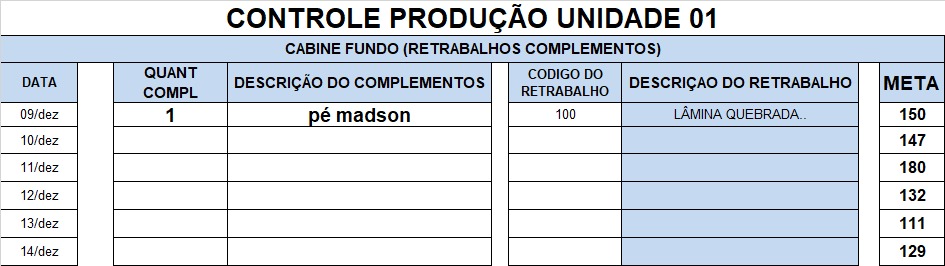 CONTROLE PRODUÇÃO UNIDADE 01
CABINE FUNDO (RETRABALHOS COMPLEMENTOS)
DATA QUANT COMPL DESCRIÇÃO DO COMPLEMENTOS CODIGO DO RETRABALHO DESCRIÇAO DO RETRABALHO META
09/dez 1 pé madson 100 LÂMINA QUEBRADA.. 150
10/dez 147
11/dez 180
12/dez 132
13/dez 111
14/dez 129